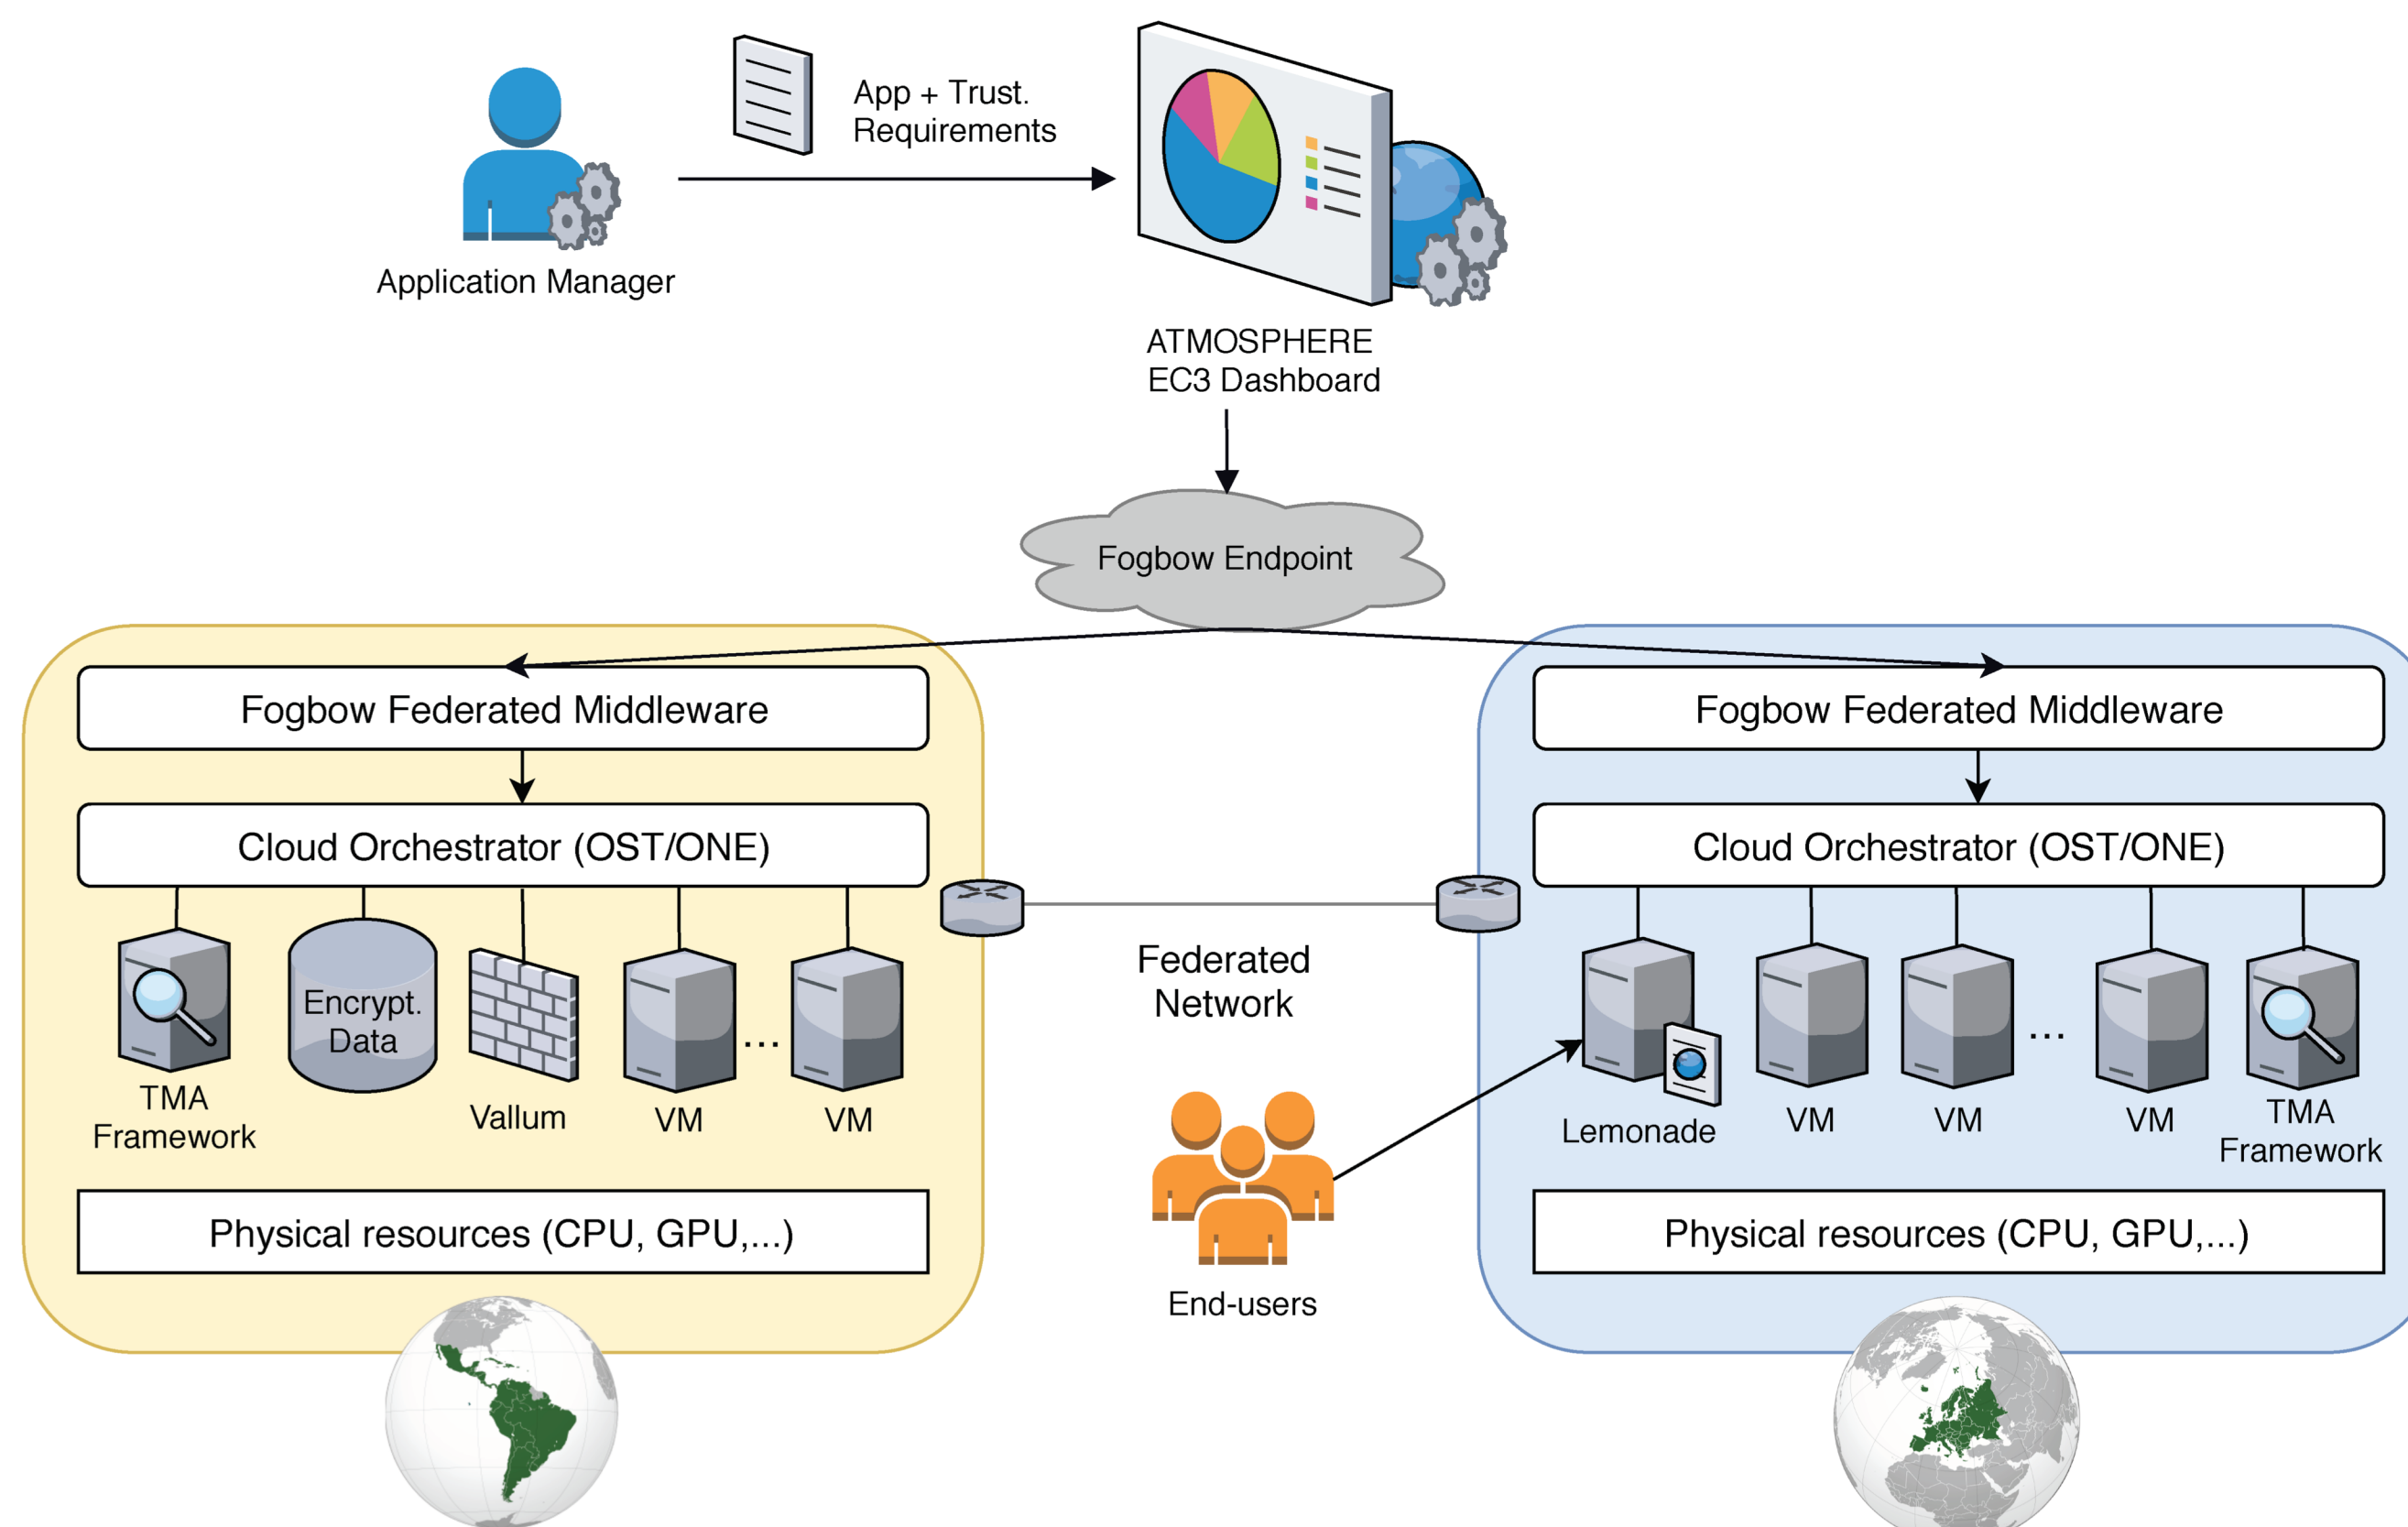 App + Trust.
Requirements
Application Manager
ATMOSPHERE
EC3 Dashboard
Fogbow Endpoint
Fogbow Federated Middleware
Cloud Orchestrator (OST/ONE)
TMA
Framework
Encrypt.
Data
Vallum
VM
...
VM
Physical resources (CPU, GPU,...)
Federated
Network
End-users
Fogbow Federated Middleware
Cloud Orchestrator (OST/ONE)
Lemonade
VM
VM
...
VM
TMA
Framework
Physical resources (CPU, GPU,...)